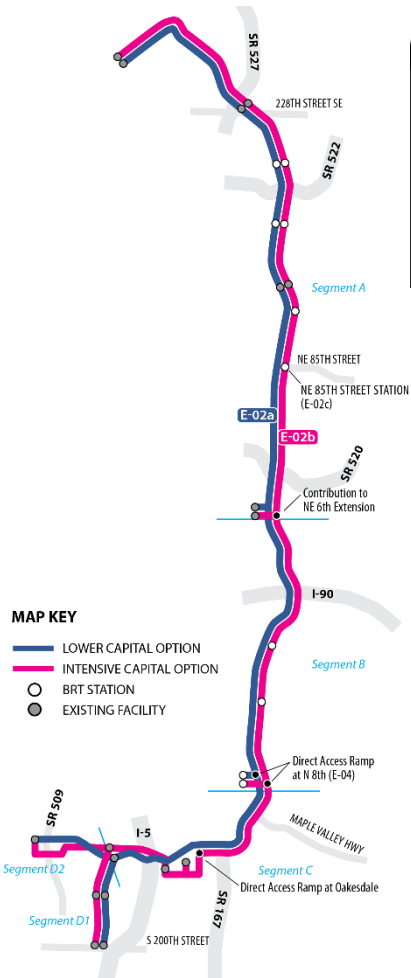 SR 527
228TH STREET SE
SR 522
Segment A
NE 85TH STREET
NE 85TH STREET STATION
(E-02c)
E-02a
E-02b
SR 520
Contribution to
NE 6th Extension
I-90
MAP KEY
LOWER CAPITAL OPTION
INTENSIVE CAPITAL OPTION
BRT STATION
EXISTING FACILITY
Segment B
Direct Access Ramp
at N 8th (E-04)
SR 509
I-5
MAPLE VALLEY HWY
Segment D2
Segment C
Direct Access Ramp at Oakesdale
SR 167
Segment D1
S 200TH STREET